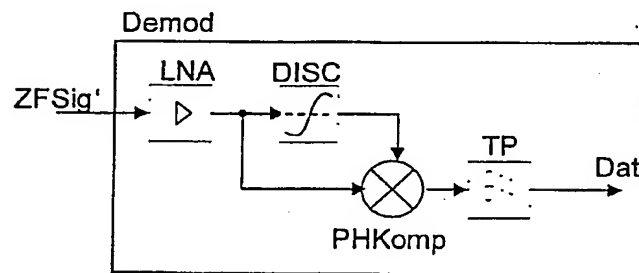 Demod
LNA
DISC
ZFSig'
TP
Dat
PHKomp